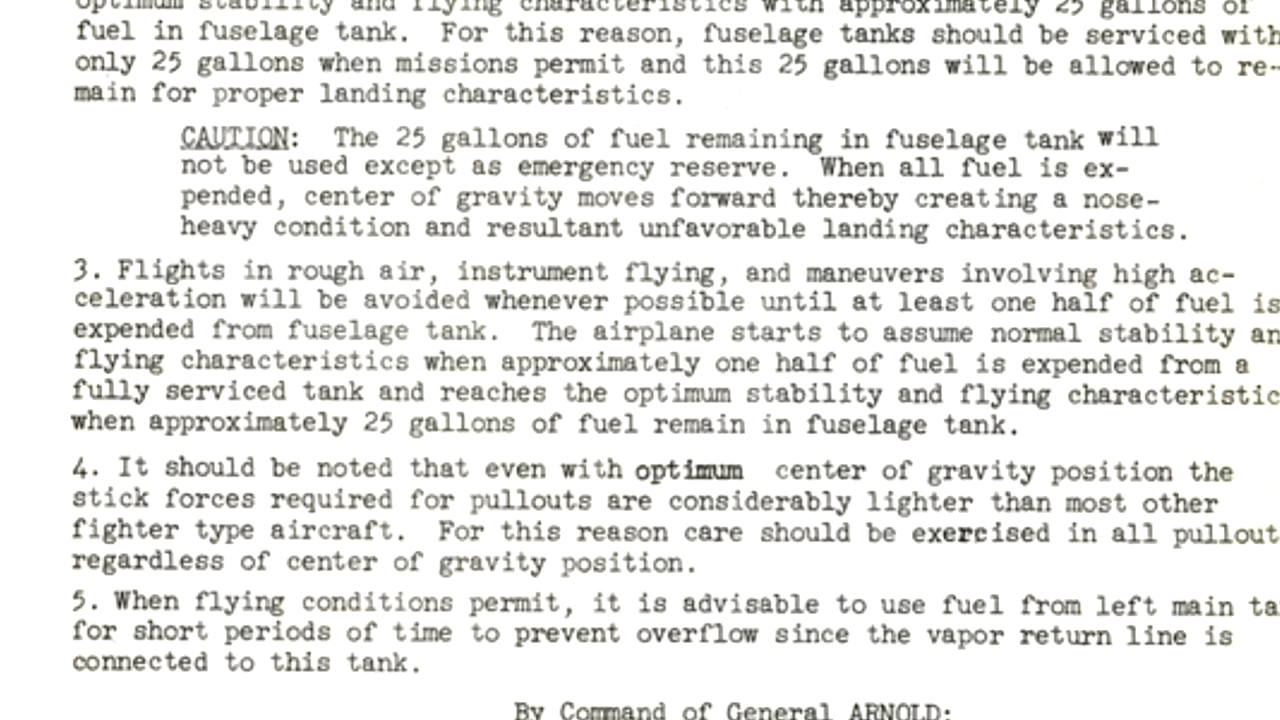 optimum stability and flying characteristics with approximately 25 gallons of
fuel in fuselage tank. For this reason, fuselage tanks should be serviced with
only 25 gallons when missions permit and this 25 gallons will be allowed to re-
main for proper landing characteristics.
CAUTION: The 25 gallons of fuel remaining in fuselage tank will
not be used except as emergency reserve. When all fuel is ex-
pended, center of gravity moves forward thereby creating a nose-
heavy condition and resultant unfavorable landing characteristics.
3. Flights in rough air, instrument flying, and maneuvers involving high ac-
celeration will be avoided whenever possible until at least one half of fuel is
expended from fuselage tank. The airplane starts to assume normal stability an
flying characteristics when approximately one half of fuel is expended from a
fully serviced tank and reaches the optimum stability and flying characteristic
when approximately 25 gallons of fuel remain in fuselage tank.
4. It should be noted that even with optimum center of gravity position the
stick forces required for pullouts are considerably lighter than most other
fighter type aircraft. For this reason care should be exercised in all pullout
regardless of center of gravity position.
5. When flying conditions permit, it is advisable to use fuel from left main ta
for short periods of time to prevent overflow since the vapor return line is
connected to this tank.
By Command of General ARNOLD: